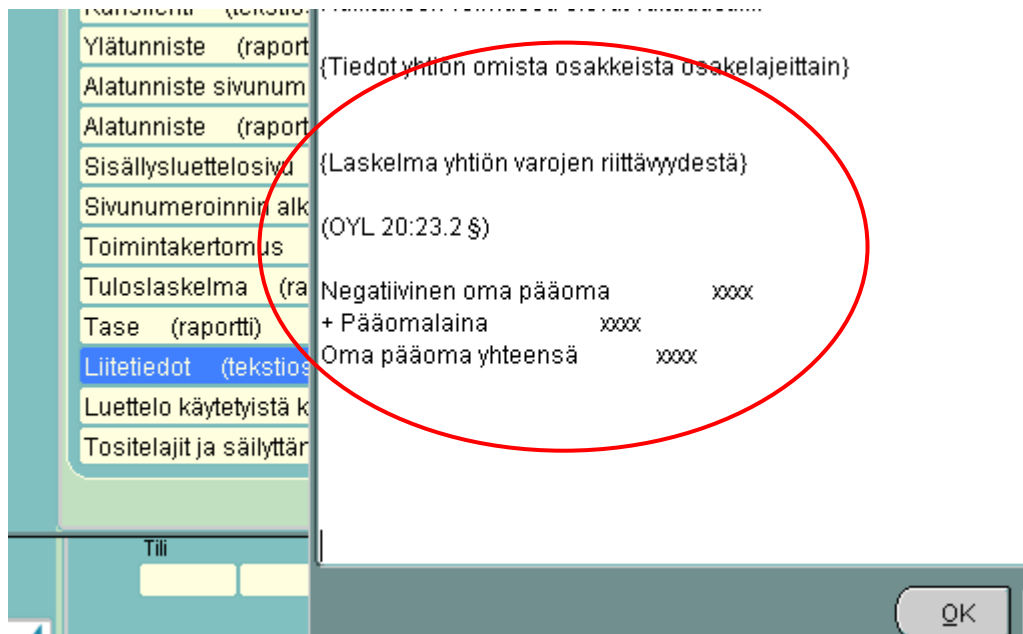 Ylätunniste (raport
Alatunniste sivunum
Alatunniste (raport
Sisällysluettelosivu
Sivunumeroinnin alk
Toimintakertomus
Tuloslaskelma (ra
Tase (raportti)
Liitetiedot (tekstios
Luettelo käytetyistä k
Tositelajit ja säilyttär
Tili
{Tiedot yhtiön omista osakkeista osakelajeittain}
{Laskelma yhtiön varojen riittävyydestä}
(OYL 20:23.2 §)
Negatiivinen oma pääoma xxxx
+ Pääomalaina xxxx
Oma pääoma yhteensä xxxx
OK